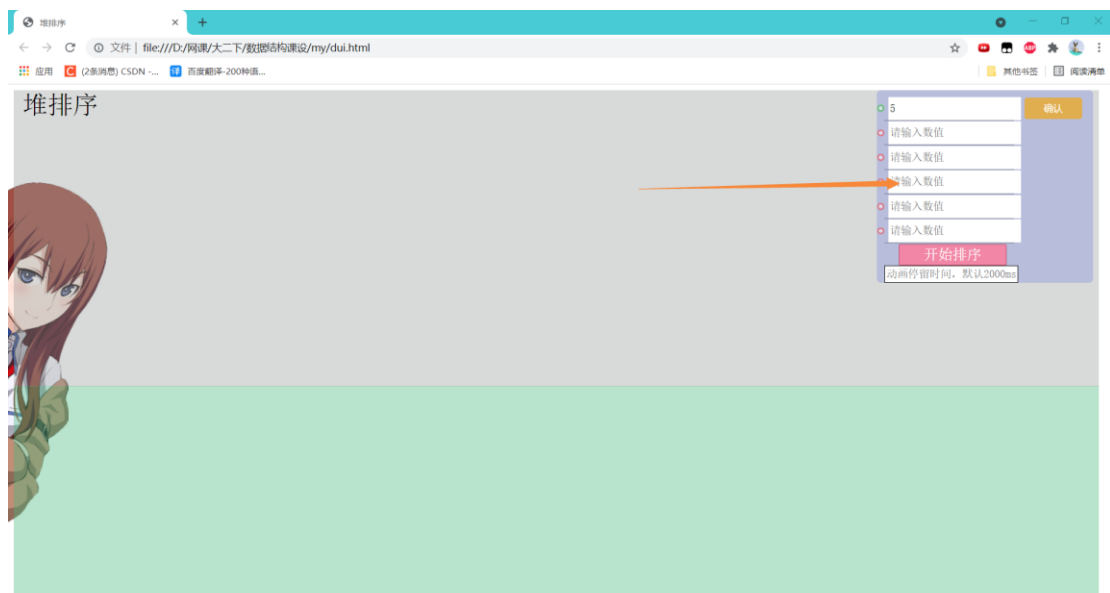 堆排序
文件 | file:///D:/网课/大二下/数据结构课设/my/dui.html
应用 (2条消息) CSDN -... 译 百度翻译-200种语... 其他书签 阅读清单
堆排序
5 确认
请输入数值
请输入数值
请输入数值
请输入数值
请输入数值
开始排序
动画停留时间，默认2000ms